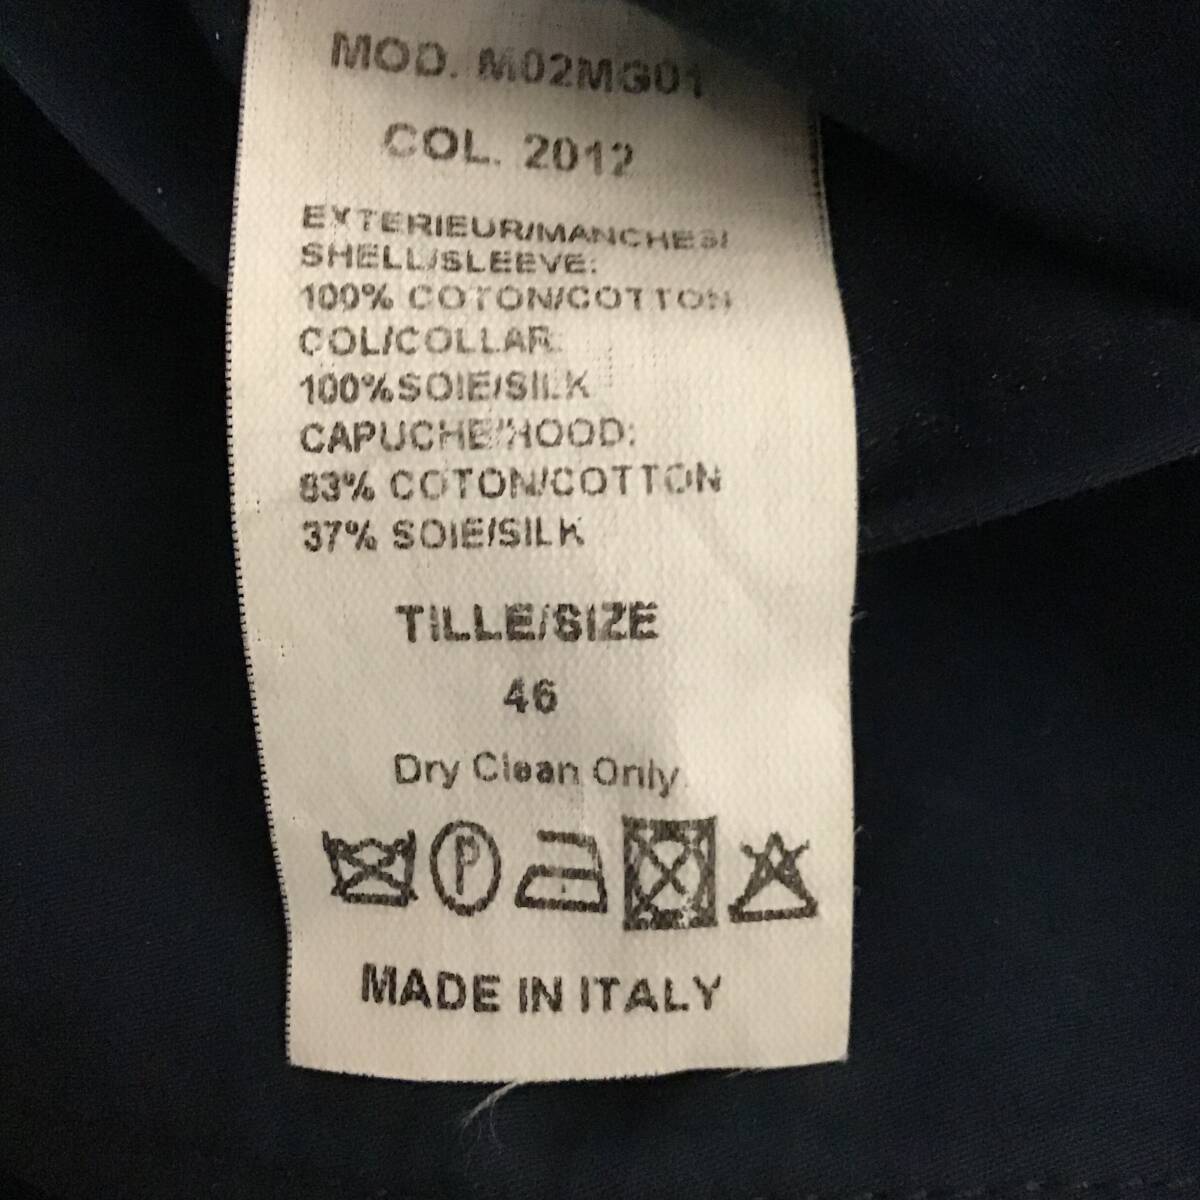 MOD. M02MG01
COL. 2012
EXTERIEUR/MANCHES/
SHELL/SLEEVE:
100% COTON/COTTON
COL/COLLAR:
100%SOIE/SILK
CAPUCHE/HOOD:
83% COTON/COTTON
37% SOIE/SILK
TILLE/SIZE
46
Dry Clean Only
P
MADE IN ITALY